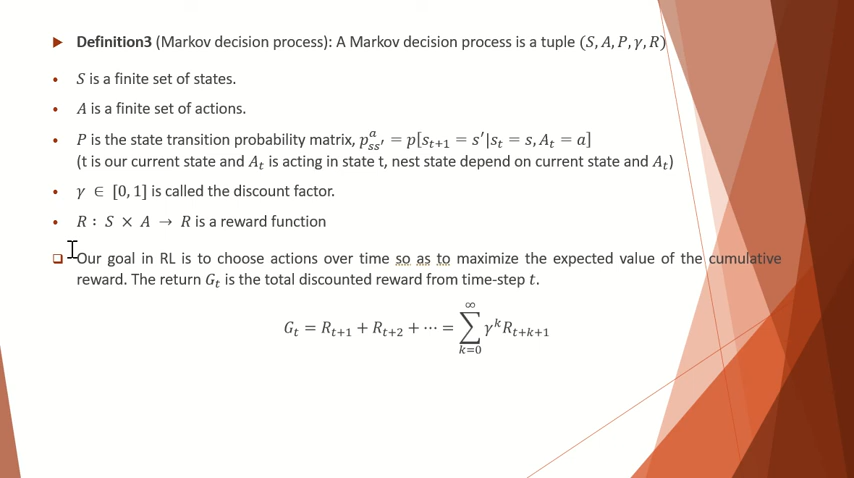 Definition3 (Markov decision process): A Markov decision process is a tuple (S, A, P, γ, R)
• S is a finite set of states.
• A is a finite set of actions.
• P is the state transition probability matrix, p^a_{ss′} = p[s_{t+1} = s′|s_t = s, A_t = a]
(t is our current state and A_t is acting in state t, nest state depend on current state and A_t)
• γ ∈ [0, 1] is called the discount factor.
• R : S × A → R is a reward function
Our goal in RL is to choose actions over time so as to maximize the expected value of the cumulative
reward. The return G_t is the total discounted reward from time-step t.
G_t = R_{t+1} + R_{t+2} + ⋯ = ∑_{k=0}^{∞} γ^k R_{t+k+1}